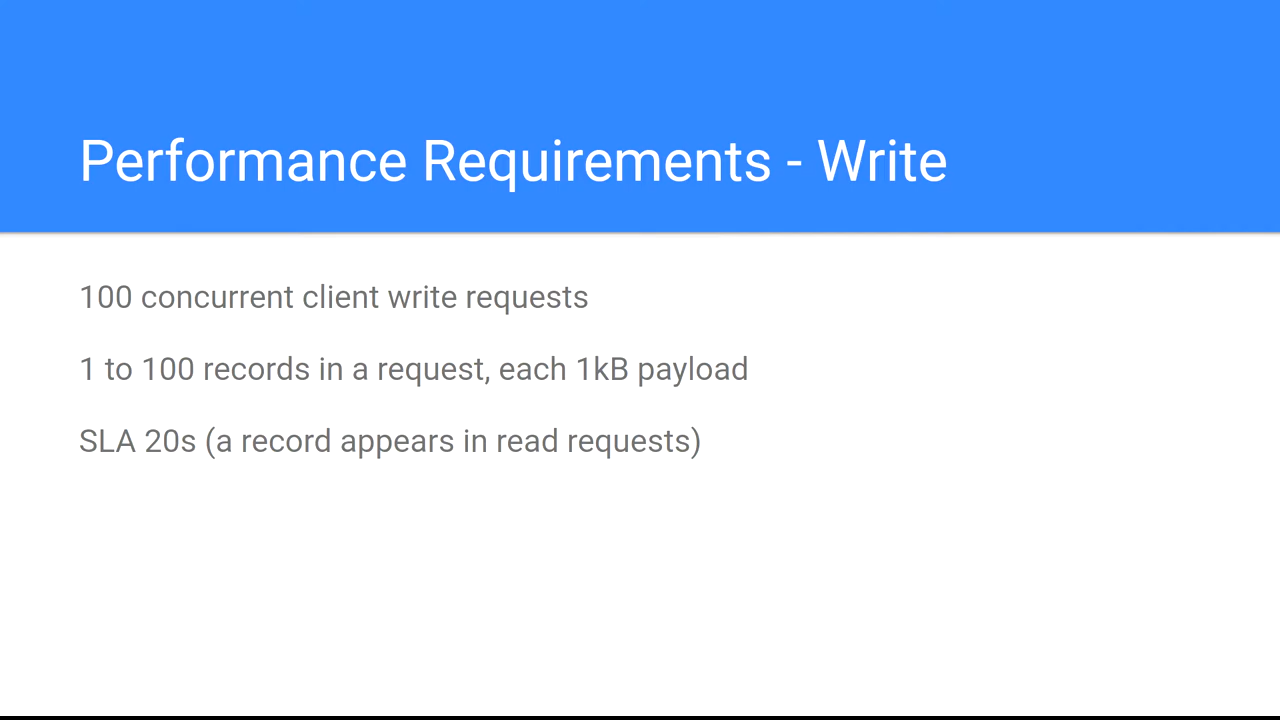 Performance Requirements - Write
100 concurrent client write requests
1 to 100 records in a request, each 1kB payload
SLA 20s (a record appears in read requests)